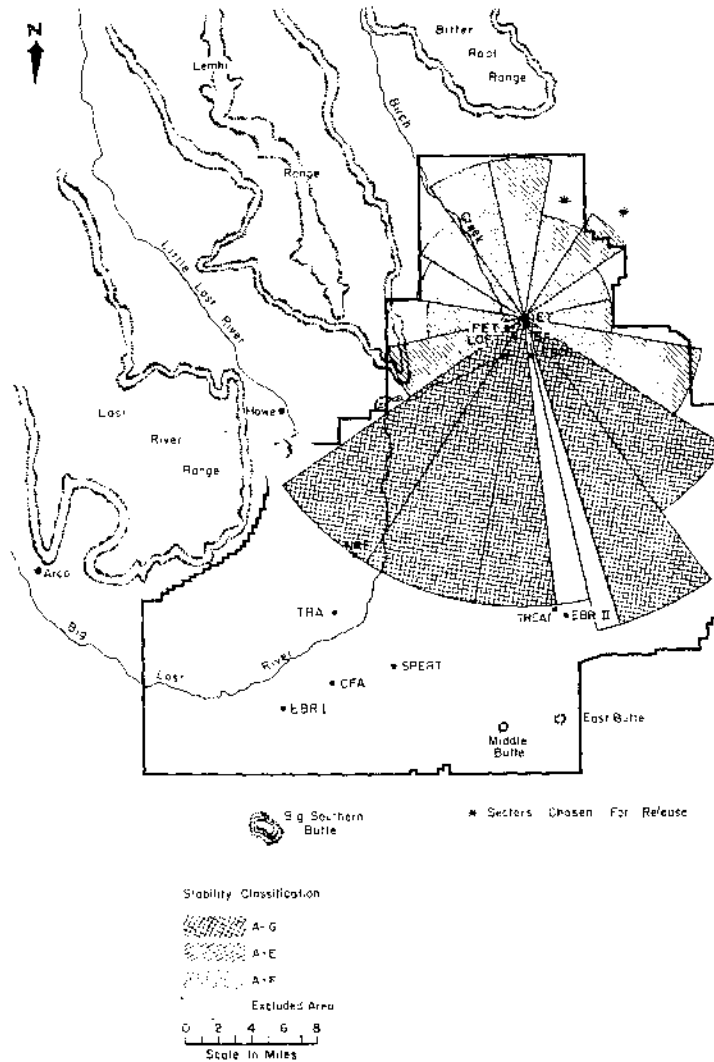 N
Bitter
Root
Range
Lemhi
Range
Birch
Creek
Little Lost River
Howe
Lost
River
Range
Arco
Big
Lost
River
TRA
CFA
SPERT
EBR I
TREAT
EBR II
Middle
Butte
East Butte
Big Southern
Butte
* Sectors Chosen For Release
Stability Classification
A-G
A-E
Excluded Area
0 2 4 6 8
Scale In Miles